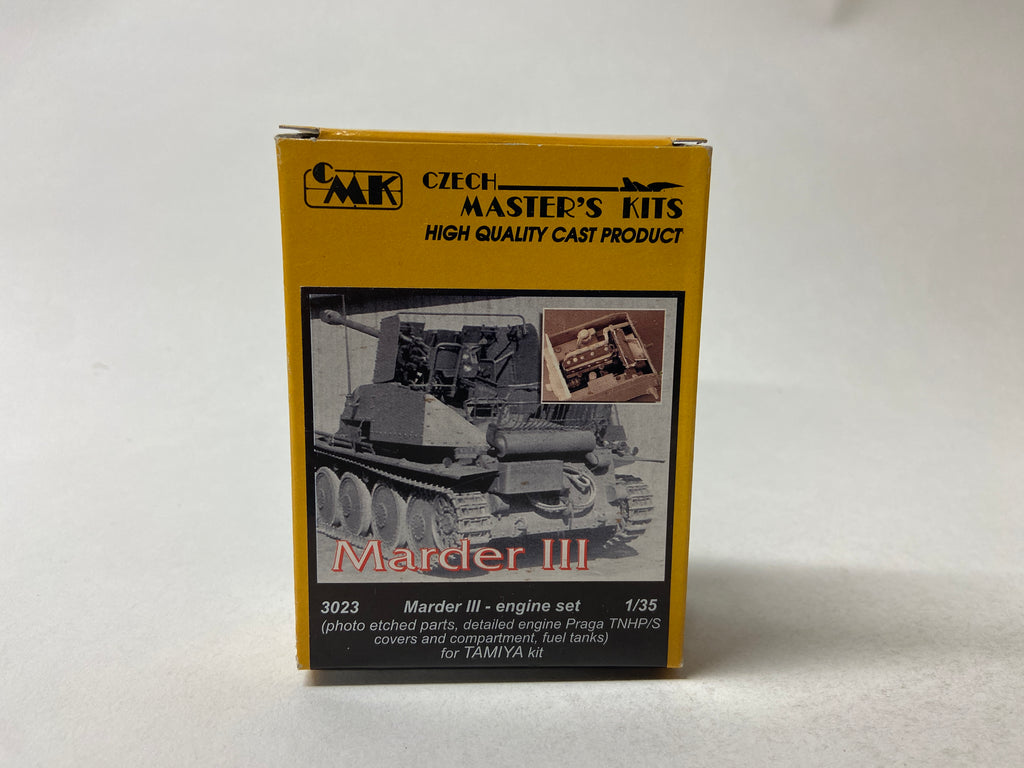 CMK
CZECH
MASTER'S KITS
HIGH QUALITY CAST PRODUCT
Marder III
3023 Marder III - engine set 1/35
(photo etched parts, detailed engine Praga TNHP/S
covers and compartment, fuel tanks)
for TAMIYA kit